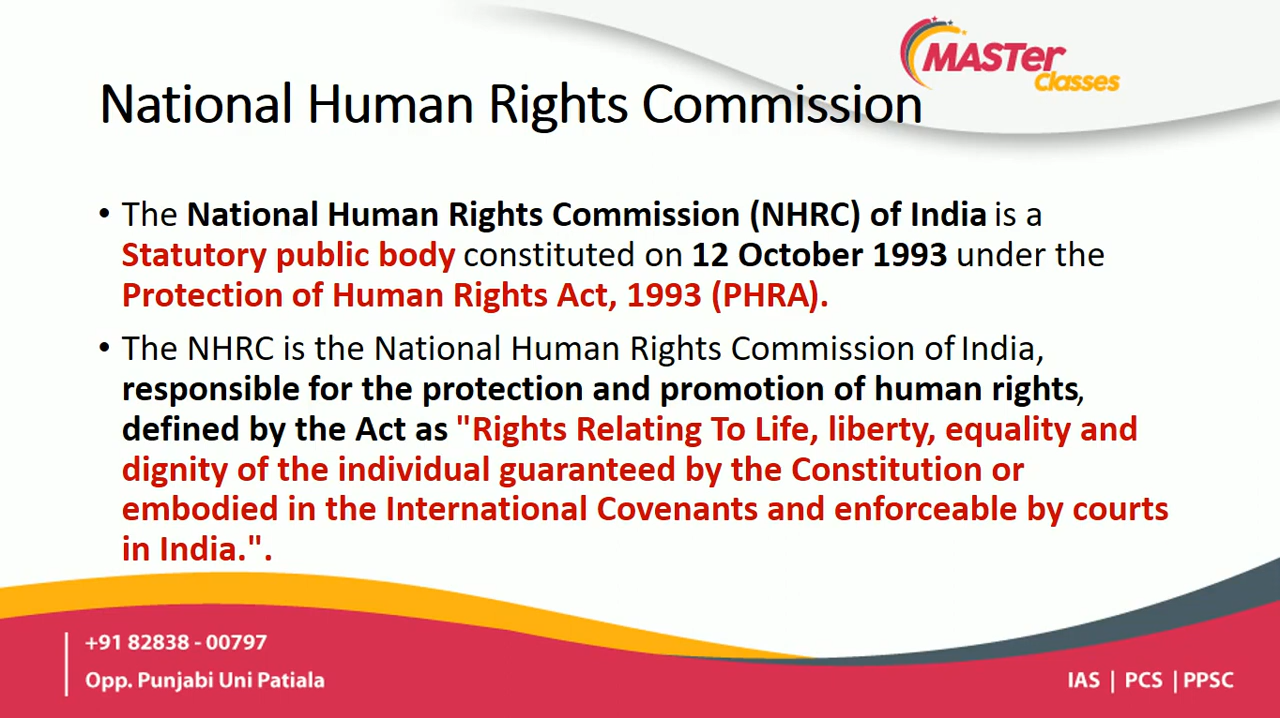 MASTer
Classes
National Human Rights Commission
• The National Human Rights Commission (NHRC) of India is a
Statutory public body constituted on 12 October 1993 under the
Protection of Human Rights Act, 1993 (PHRA).
• The NHRC is the National Human Rights Commission of India,
responsible for the protection and promotion of human rights,
defined by the Act as "Rights Relating To Life, liberty, equality and
dignity of the individual guaranteed by the Constitution or
embodied in the International Covenants and enforceable by courts
in India.".
+91 82838 - 00797
Opp. Punjabi Uni Patiala
IAS | PCS | PPSC